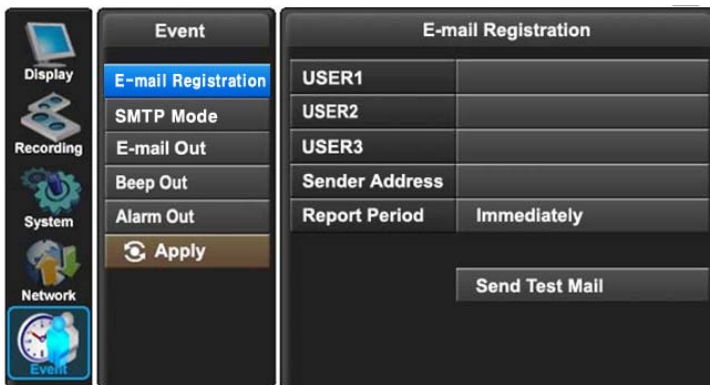 Display
Recording
System
Network
Event
Event
E-mail Registration
SMTP Mode
E-mail Out
Beep Out
Alarm Out
Apply
E-mail Registration
USER1
USER2
USER3
Sender Address
Report Period Immediately
Send Test Mail